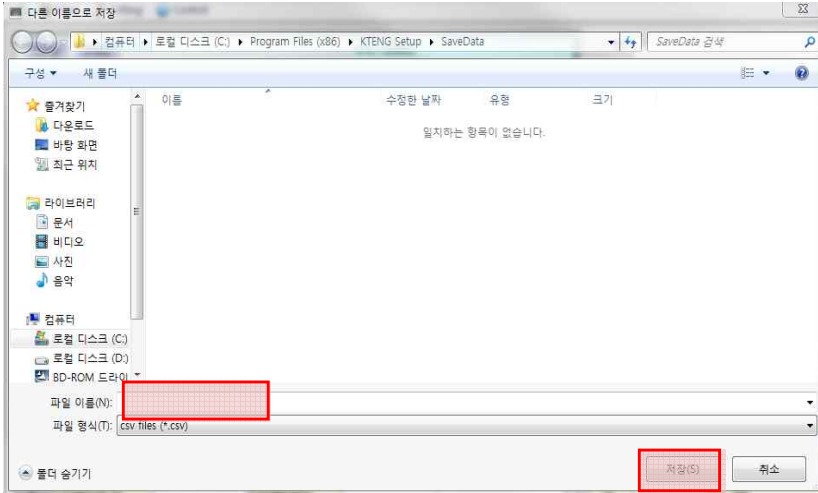 다른 이름으로 저장
컴퓨터 ▸ 로컬 디스크 (C:) ▸ Program Files (x86) ▸ KTENG Setup ▸ SaveData
SaveData 검색
구성 새 폴더
이름 수정한 날짜 유형 크기
일치하는 항목이 없습니다.
즐겨찾기
다운로드
바탕 화면
최근 위치
라이브러리
문서
비디오
사진
음악
컴퓨터
로컬 디스크 (C:)
로컬 디스크 (D:)
BD-ROM 드라이
파일 이름(N):
파일 형식(T): csv files (*.csv)
폴더 숨기기
저장(S) 취소